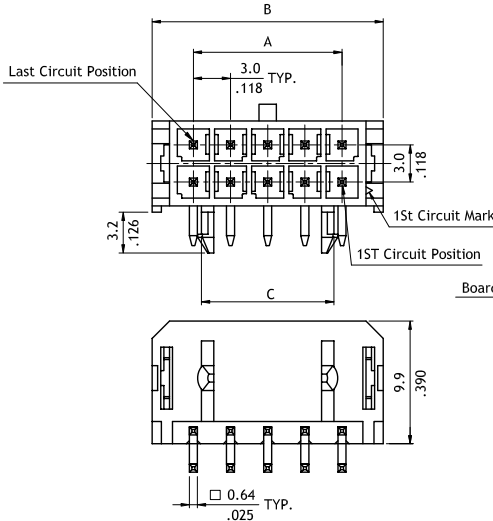 B
A
Last Circuit Position
3.0
.118
TYP.
3.0
.118
3.2
.126
1St Circuit Mark
1ST Circuit Position
C
Board
9.9
.390
□ 0.64
.025
TYP.